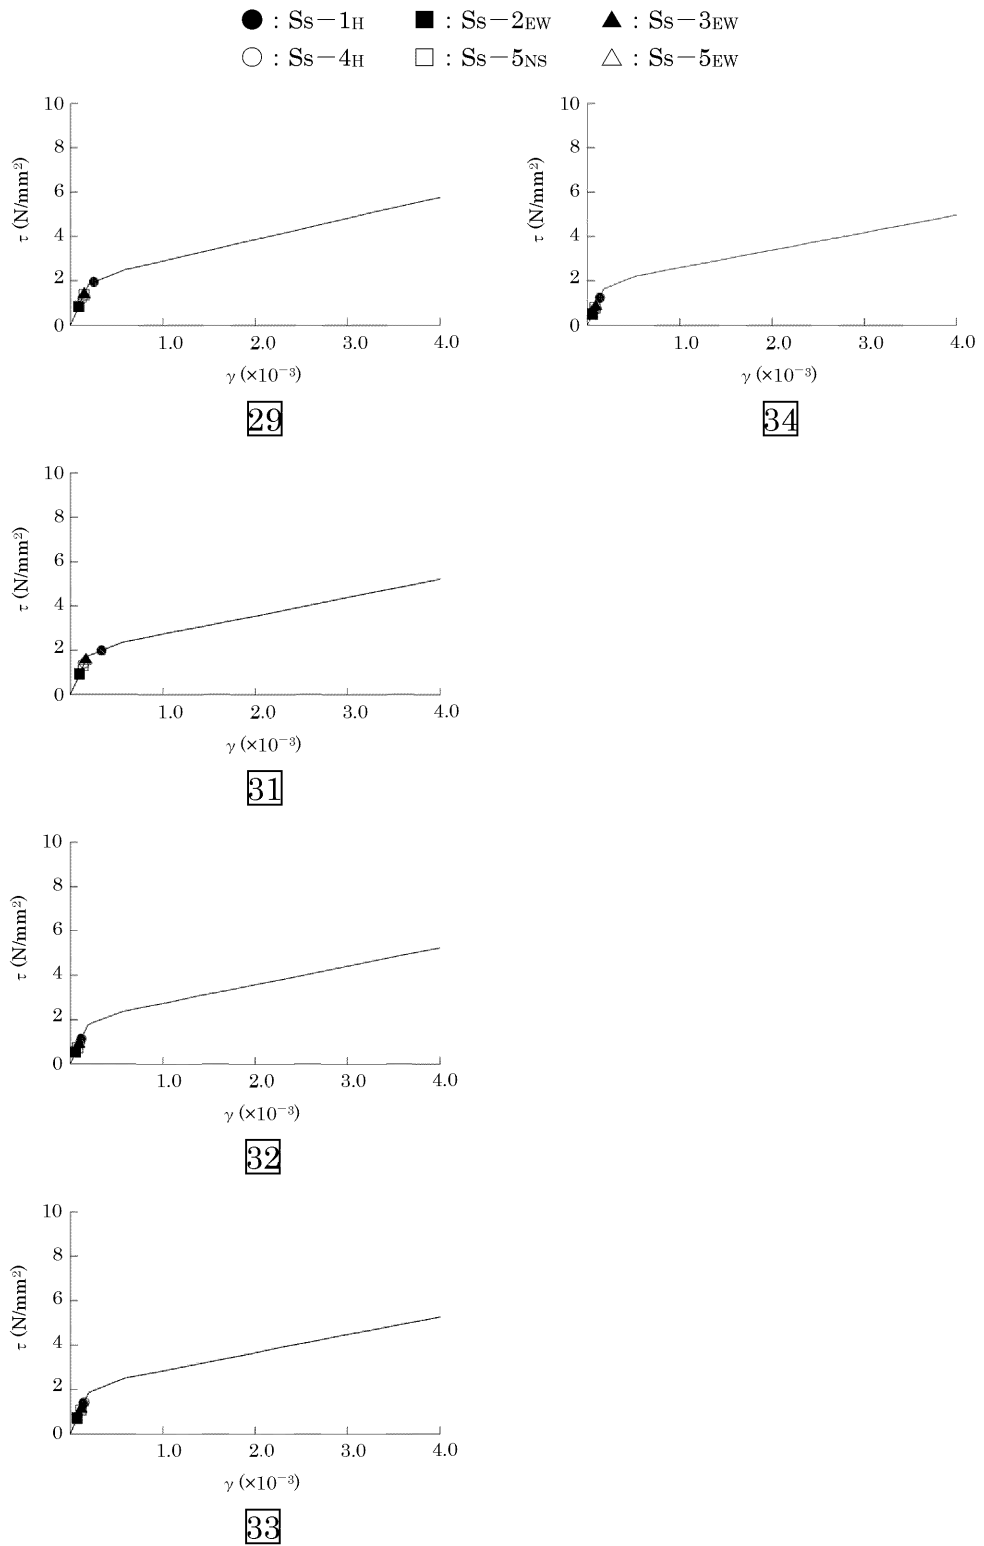 ● : Ss－1H ■ : Ss－2EW ▲ : Ss－3EW
○ : Ss－4H □ : Ss－5NS △ : Ss－5EW
10
8
6
4
2
0
τ (N/mm²)
1.0 2.0 3.0 4.0
γ (×10⁻³)
29
10
8
6
4
2
0
τ (N/mm²)
1.0 2.0 3.0 4.0
γ (×10⁻³)
34
10
8
6
4
2
0
τ (N/mm²)
1.0 2.0 3.0 4.0
γ (×10⁻³)
31
10
8
6
4
2
0
τ (N/mm²)
1.0 2.0 3.0 4.0
γ (×10⁻³)
32
10
8
6
4
2
0
τ (N/mm²)
1.0 2.0 3.0 4.0
γ (×10⁻³)
33